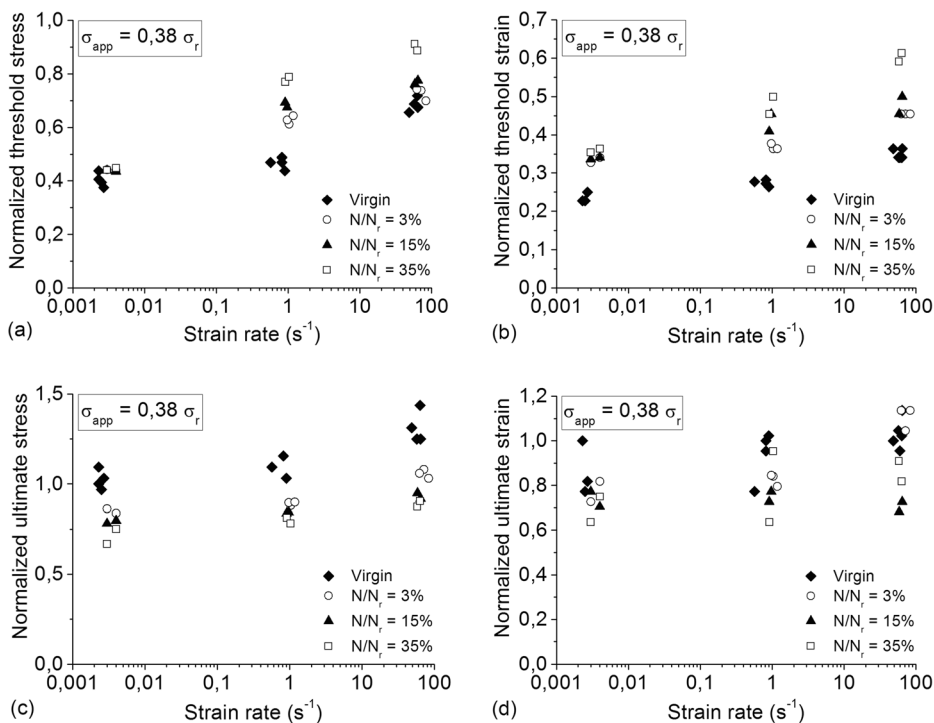 σapp = 0,38 σr
Normalized threshold stress
1,0
0,8
0,6
0,4
0,2
0,0
0,001 0,01 0,1 1 10 100
Strain rate (s⁻¹)
Virgin
N/Nr = 3%
N/Nr = 15%
N/Nr = 35%
(a)
σapp = 0,38 σr
Normalized threshold strain
0,7
0,6
0,5
0,4
0,3
0,2
0,1
0,0
0,001 0,01 0,1 1 10 100
Strain rate (s⁻¹)
Virgin
N/Nr = 3%
N/Nr = 15%
N/Nr = 35%
(b)
σapp = 0,38 σr
Normalized ultimate stress
1,5
1,0
0,5
0,0
0,001 0,01 0,1 1 10 100
Strain rate (s⁻¹)
Virgin
N/Nr = 3%
N/Nr = 15%
N/Nr = 35%
(c)
σapp = 0,38 σr
Normalized ultimate strain
1,2
1,0
0,8
0,6
0,4
0,2
0,0
0,001 0,01 0,1 1 10 100
Strain rate (s⁻¹)
Virgin
N/Nr = 3%
N/Nr = 15%
N/Nr = 35%
(d)